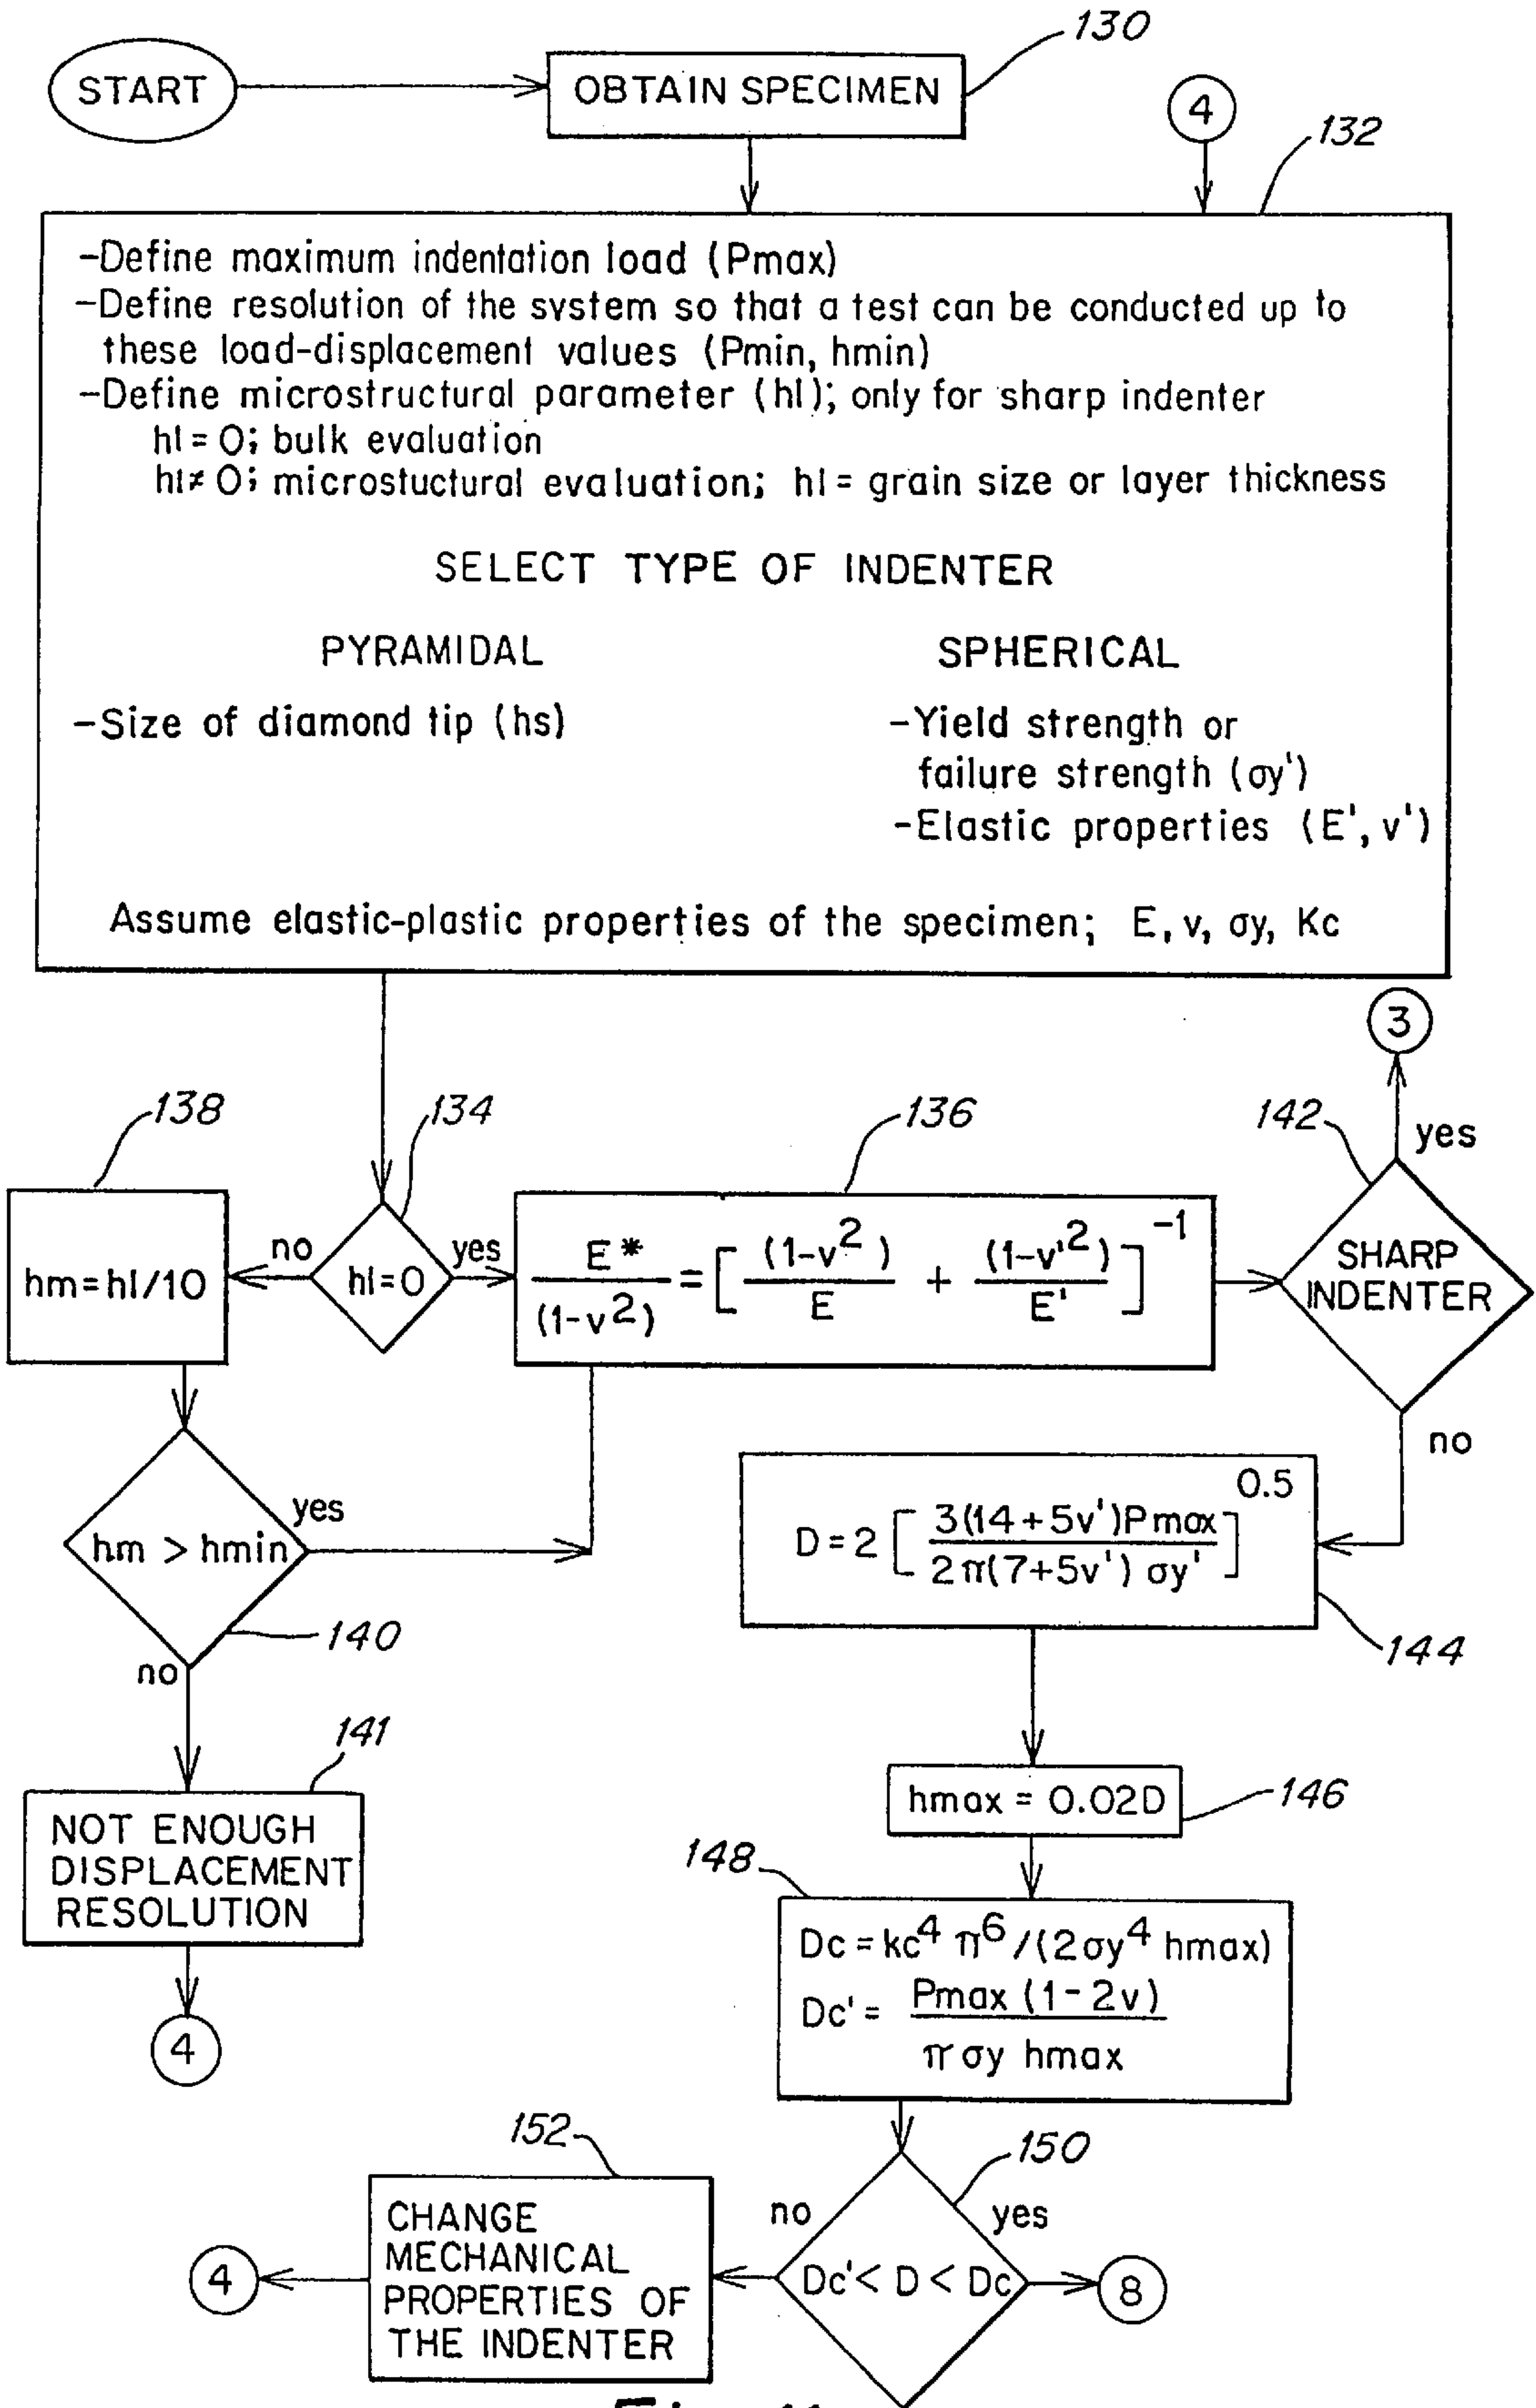 START
OBTAIN SPECIMEN
130
4
132
-Define maximum indentation load (Pmax)
-Define resolution of the system so that a test can be conducted up to
these load-displacement values (Pmin, hmin)
-Define microstructural parameter (hl); only for sharp indenter
hl = 0; bulk evaluation
hl ≠ 0; microstuctural evaluation; hl = grain size or layer thickness
SELECT TYPE OF INDENTER
PYRAMIDAL
-Size of diamond tip (hs)
SPHERICAL
-Yield strength or
failure strength (σy')
-Elastic properties (E', v')
Assume elastic-plastic properties of the specimen; E, v, σy, Kc
3
138
134
136
142
yes
hm=hl/10
no
hl=0
yes
E*/(1-v²) = [(1-v²)/E + (1-v'²)/E']⁻¹
SHARP
INDENTER
no
hm > hmin
yes
140
no
D = 2 [3(14+5v')Pmax / 2π(7+5v') σy']^0.5
144
141
NOT ENOUGH
DISPLACEMENT
RESOLUTION
4
hmax = 0.02D
146
148
Dc = kc⁴ π⁶ /(2σy⁴ hmax)
Dc' = Pmax (1-2v) / πσy hmax
152
150
CHANGE
MECHANICAL
PROPERTIES OF
THE INDENTER
4
no
yes
Dc' < D < Dc
8